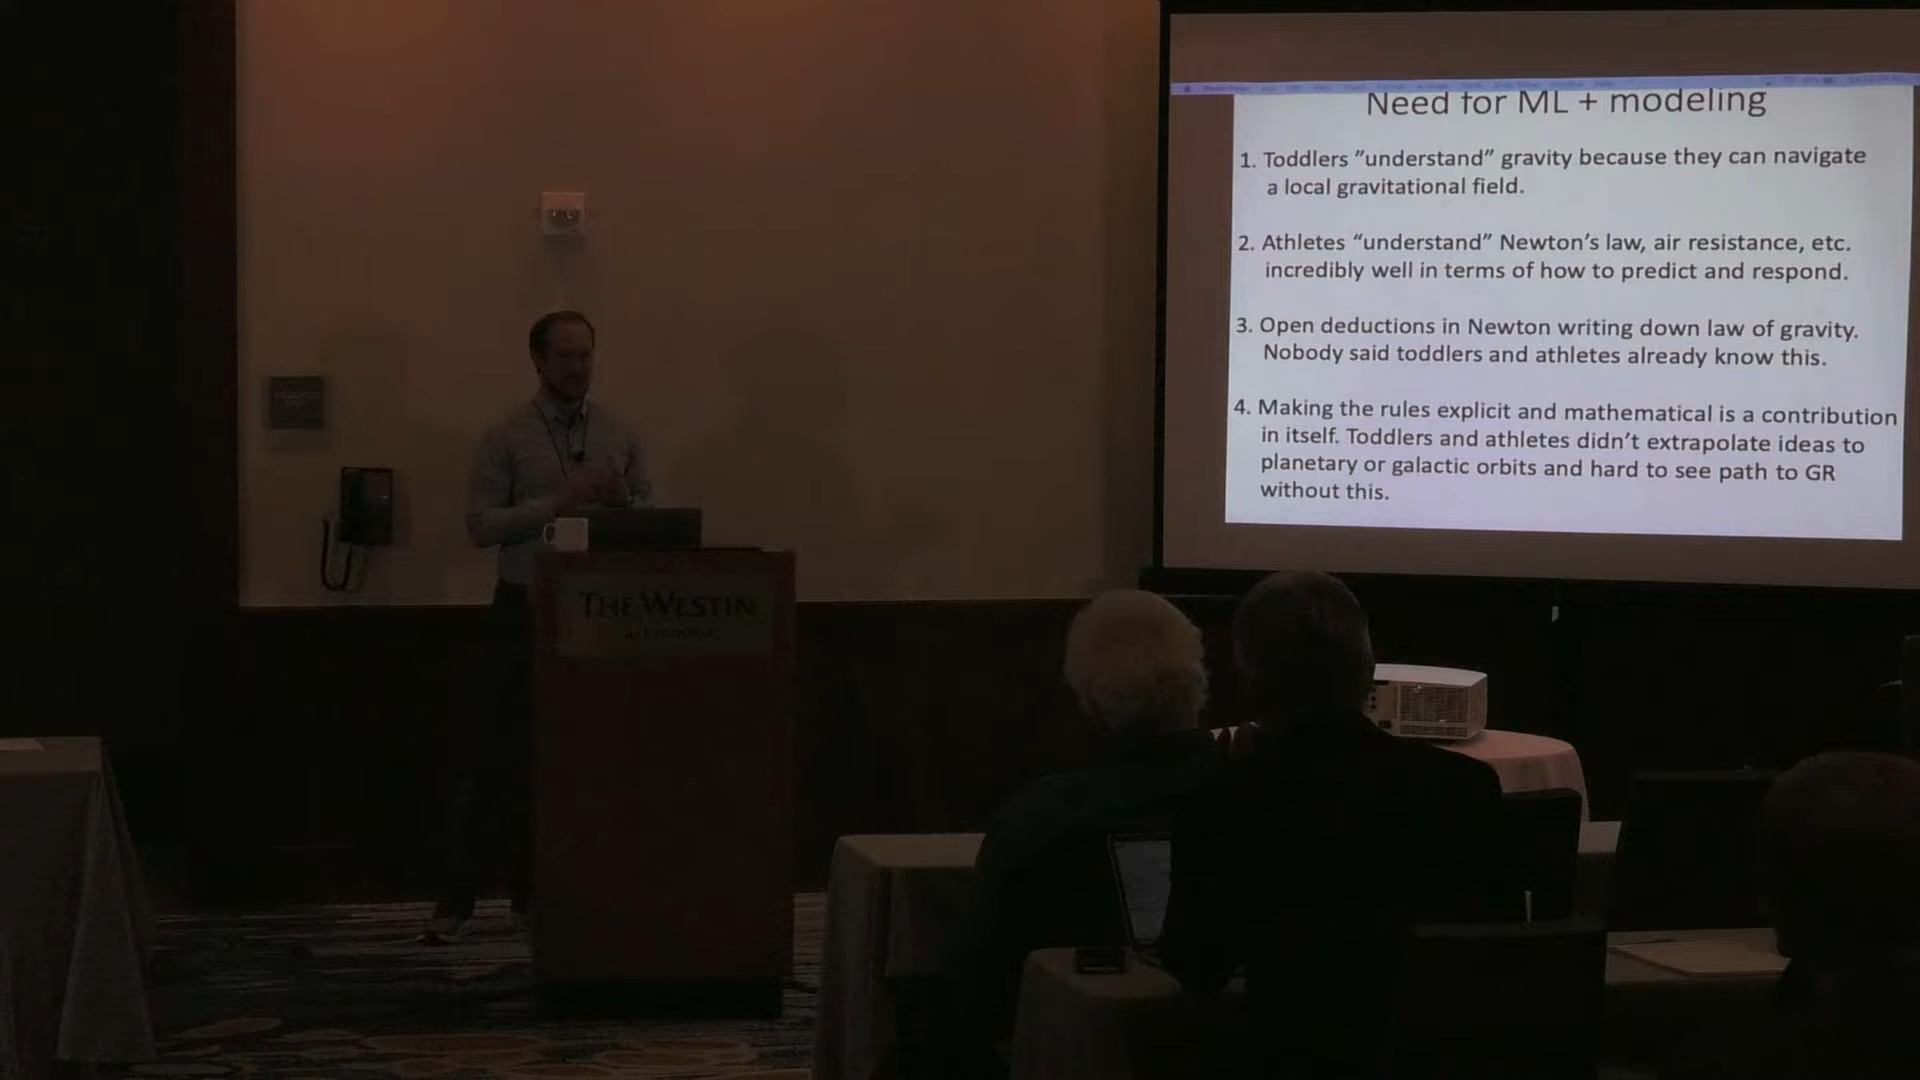 Need for ML + modeling
1. Toddlers ”understand” gravity because they can navigate
a local gravitational field.
2. Athletes “understand” Newton’s law, air resistance, etc.
incredibly well in terms of how to predict and respond.
3. Open deductions in Newton writing down law of gravity.
Nobody said toddlers and athletes already know this.
4. Making the rules explicit and mathematical is a contribution
in itself. Toddlers and athletes didn’t extrapolate ideas to
planetary or galactic orbits and hard to see path to GR
without this.
THE WESTIN
ALEXANDRIA